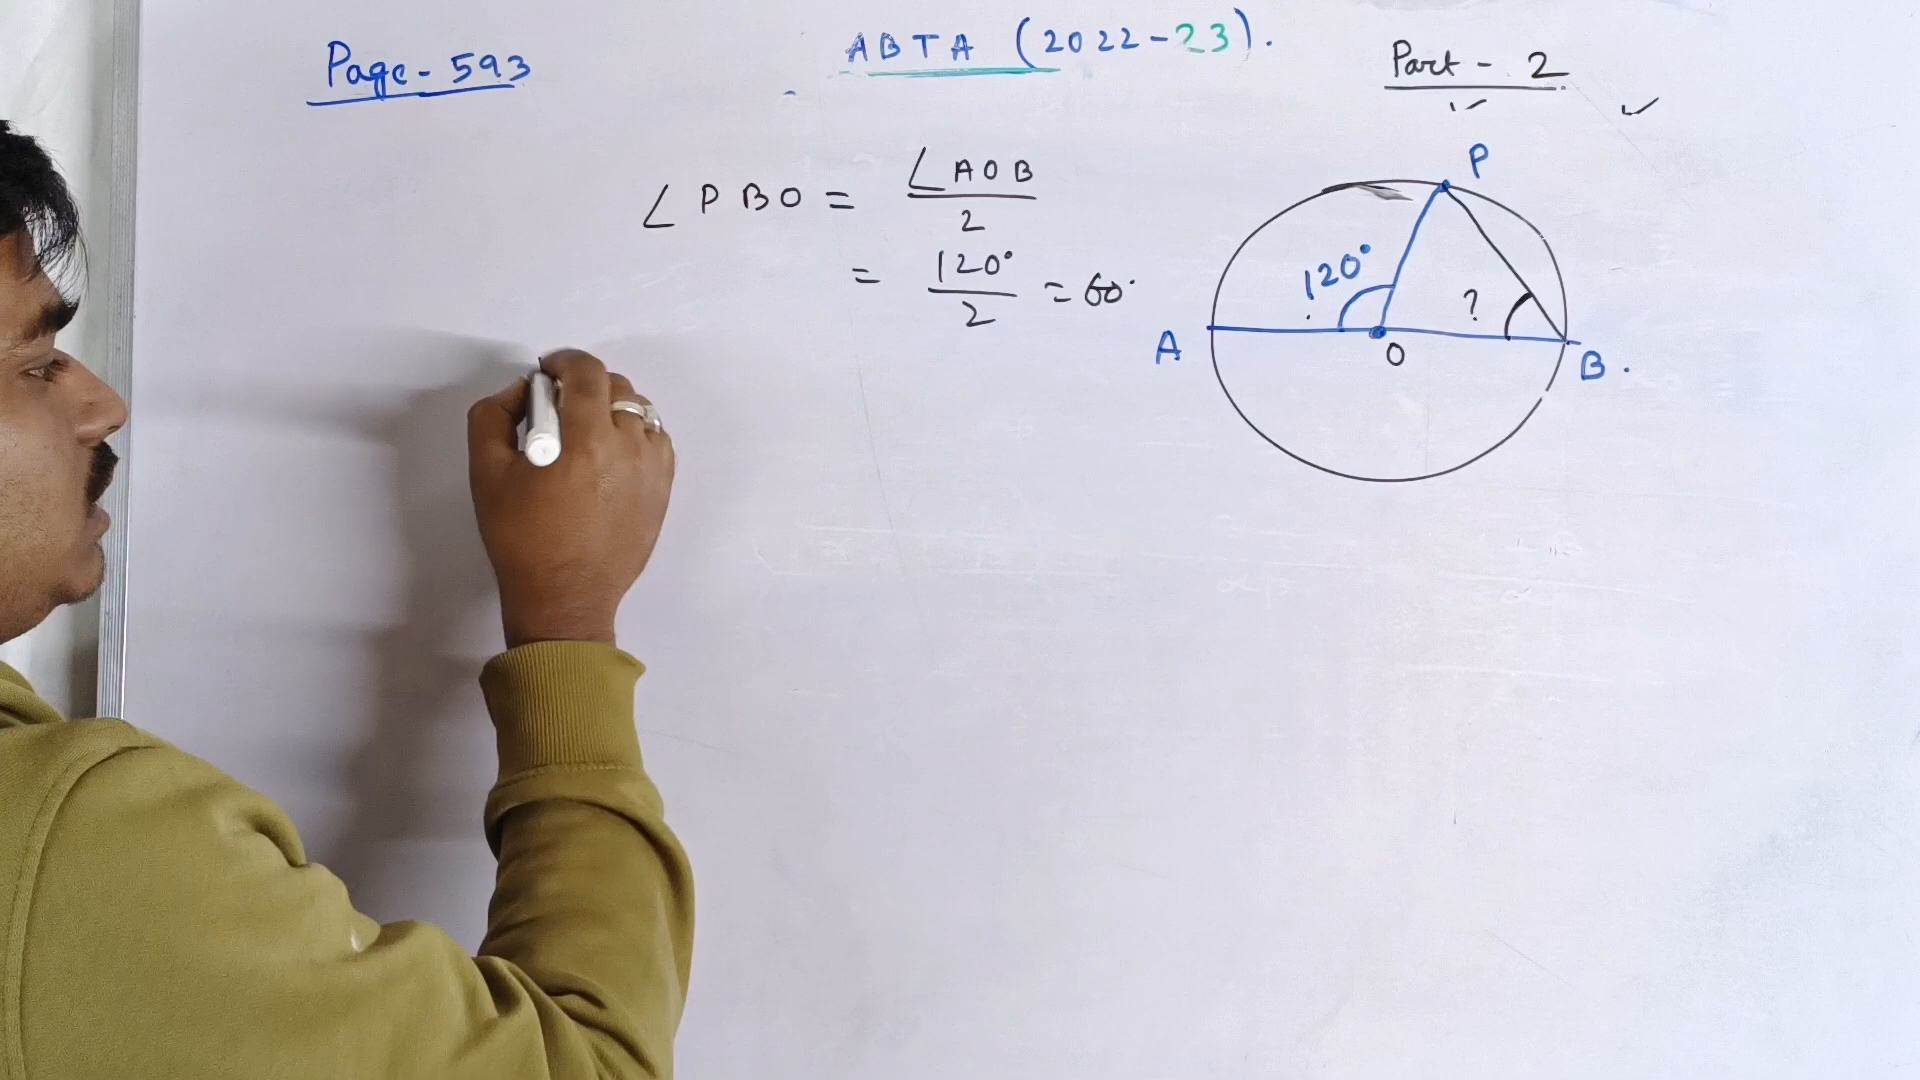 Page - 593
ABTA (2022-23).
Part - 2
∠PBO = ∠AOB / 2
= 120° / 2 = 60°
P
120°
?
A
O
B.